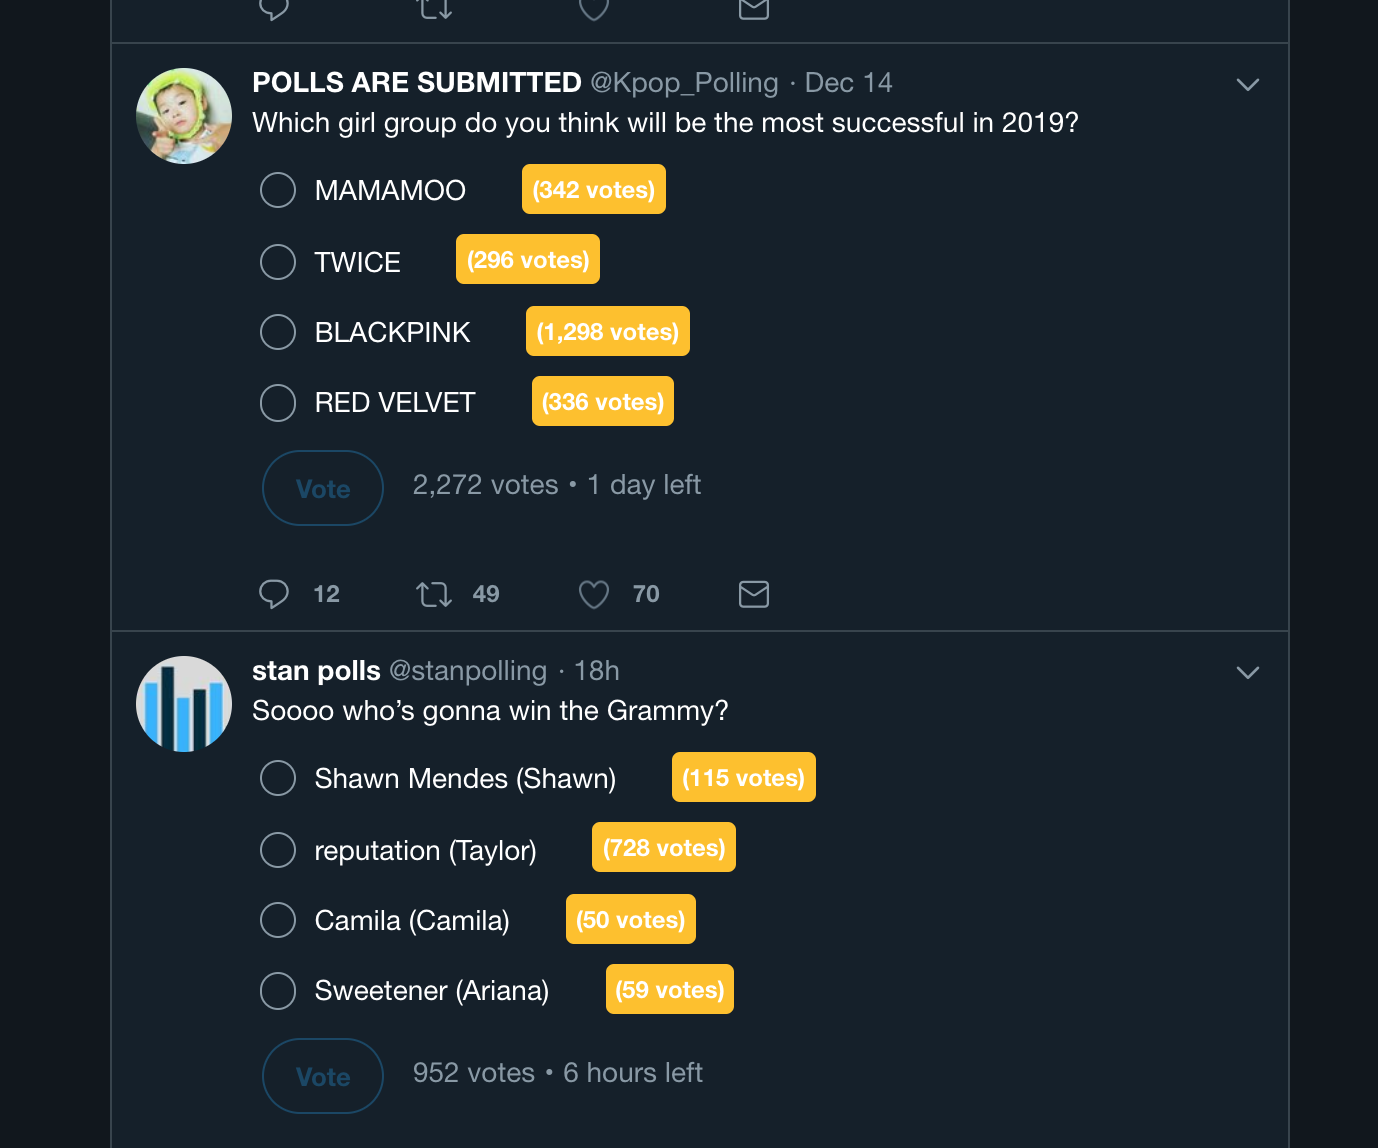 POLLS ARE SUBMITTED @Kpop_Polling · Dec 14
Which girl group do you think will be the most successful in 2019?
MAMAMOO (342 votes)
TWICE (296 votes)
BLACKPINK (1,298 votes)
RED VELVET (336 votes)
Vote 2,272 votes • 1 day left
12 49 70
stan polls @stanpolling · 18h
Soooo who’s gonna win the Grammy?
Shawn Mendes (Shawn) (115 votes)
reputation (Taylor) (728 votes)
Camila (Camila) (50 votes)
Sweetener (Ariana) (59 votes)
Vote 952 votes • 6 hours left